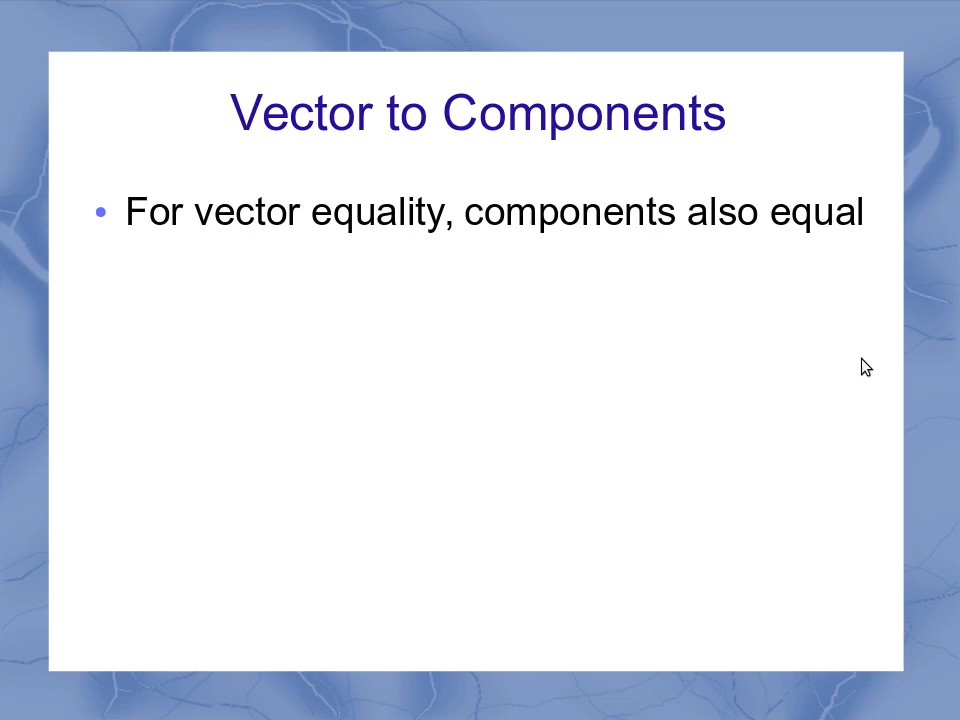 Vector to Components
• For vector equality, components also equal